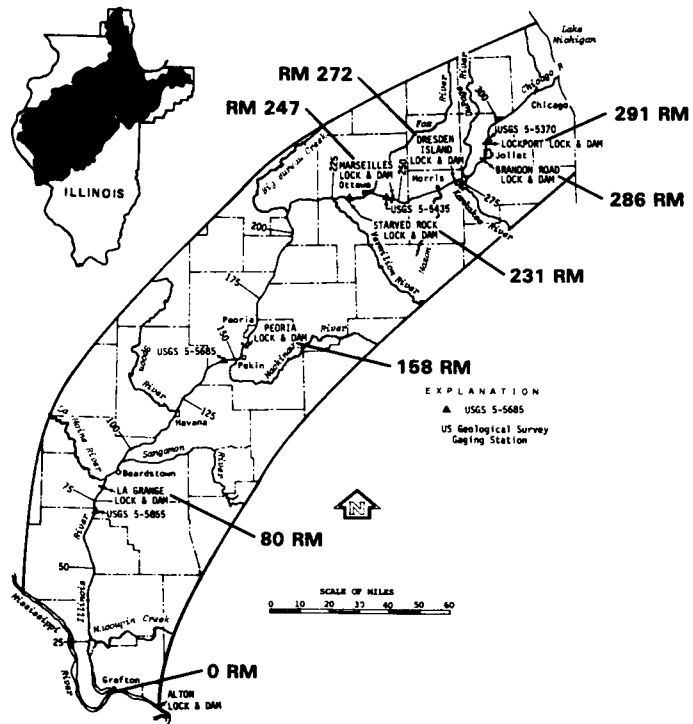 Lake
Michigan
RM 272
Chicago R
RM 247
River
Fox
River
300
Chicago
USGS 5-5370
291 RM
DRESDEN
ISLAND
LOCK & DAM
LOCKPORT LOCK & DAM
Joliet
MARSEILLES
LOCK & DAM
225
Ottawa
250
Morris
BRANDON ROAD
LOCK & DAM
286 RM
275
Kankakee River
USGS 5-5435
STARVED ROCK
LOCK & DAM
ILLINOIS
200
Vermilion River
Mazon
231 RM
175
Peoria
PEORIA
LOCK & DAM
River
150
USGS 5-5685
Pekin
Mackinaw
158 RM
Spoon
River
EXPLANATION
USGS 5-5685
US Geological Survey
Gaging Station
125
Havana
100
La Moine River
Sangamon
River
Beardstown
75
LA GRANGE
LOCK & DAM
N
USGS 5-5855
River
80 RM
50
SCALE OF MILES
0 10 20 30 40 50 60
Illinois
Mississippi
Macoupin Creek
25
River
Grafton
0 RM
ALTON
LOCK & DAM